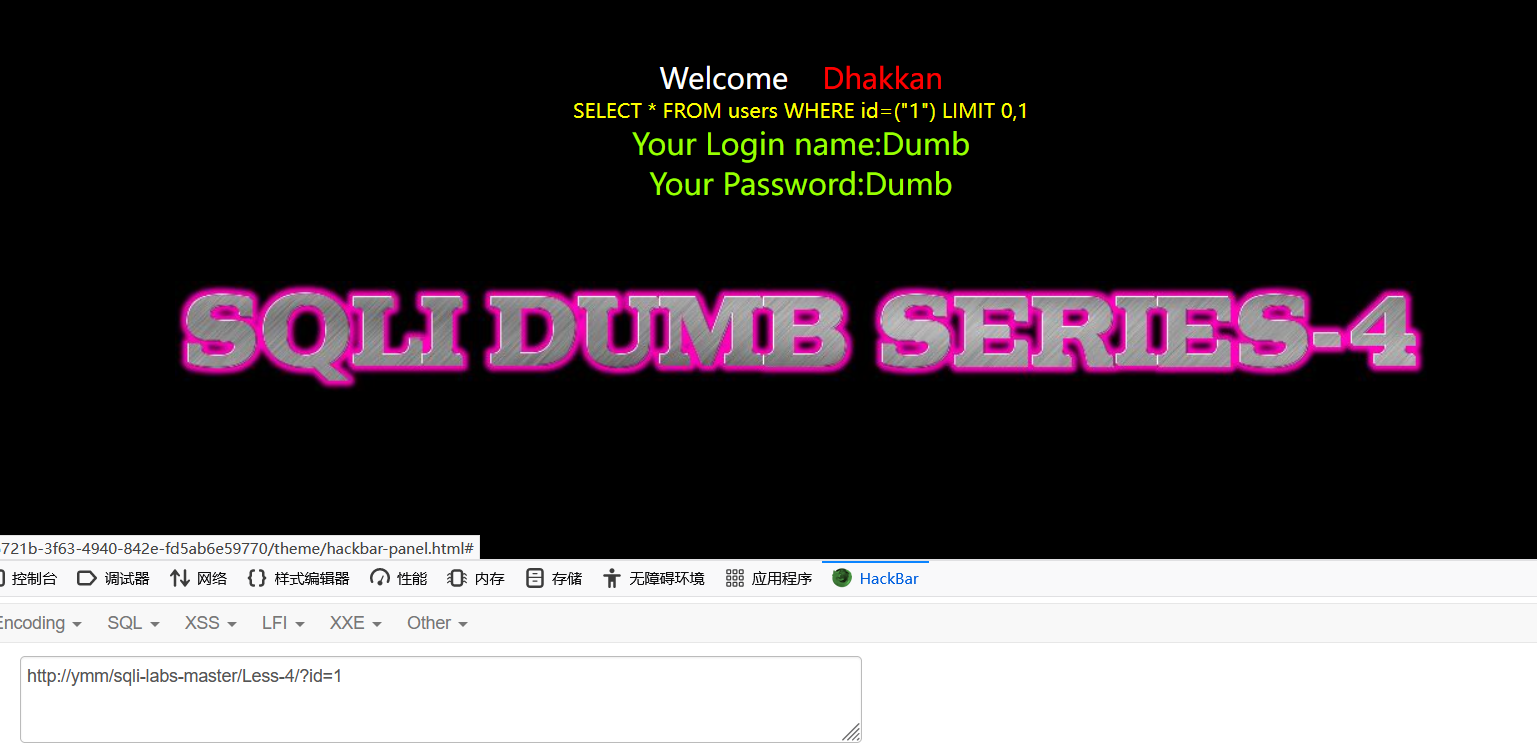 Welcome Dhakkan
SELECT * FROM users WHERE id=("1") LIMIT 0,1
Your Login name:Dumb
Your Password:Dumb
SQLI DUMB SERIES-4
721b-3f63-4940-842e-fd5ab6e59770/theme/hackbar-panel.html#
控制台 调试器 网络 {} 样式编辑器 性能 内存 存储 无障碍环境 应用程序 HackBar
Encoding SQL XSS LFI XXE Other
http://ymm/sqli-labs-master/Less-4/?id=1